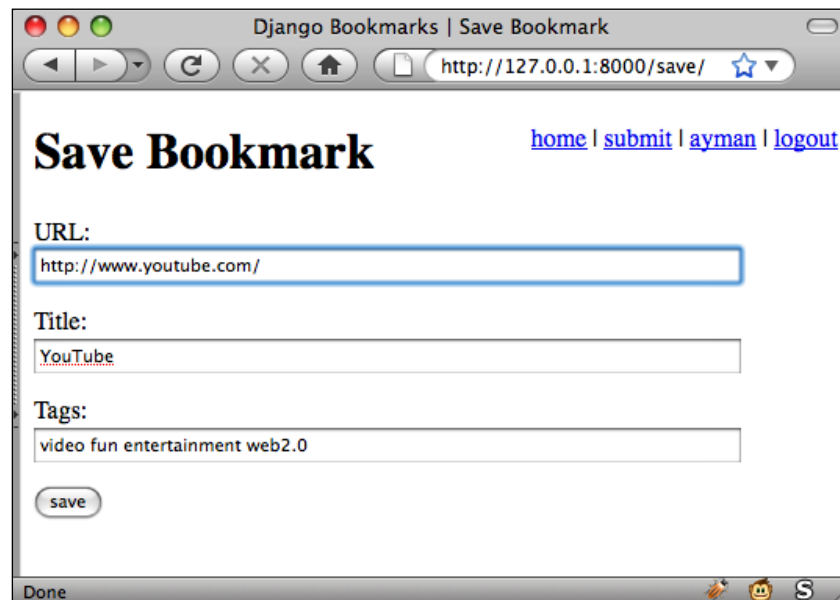 Django Bookmarks | Save Bookmark
http://127.0.0.1:8000/save/
Save Bookmark
home | submit | ayman | logout
URL:
http://www.youtube.com/
Title:
YouTube
Tags:
video fun entertainment web2.0
save
Done
S